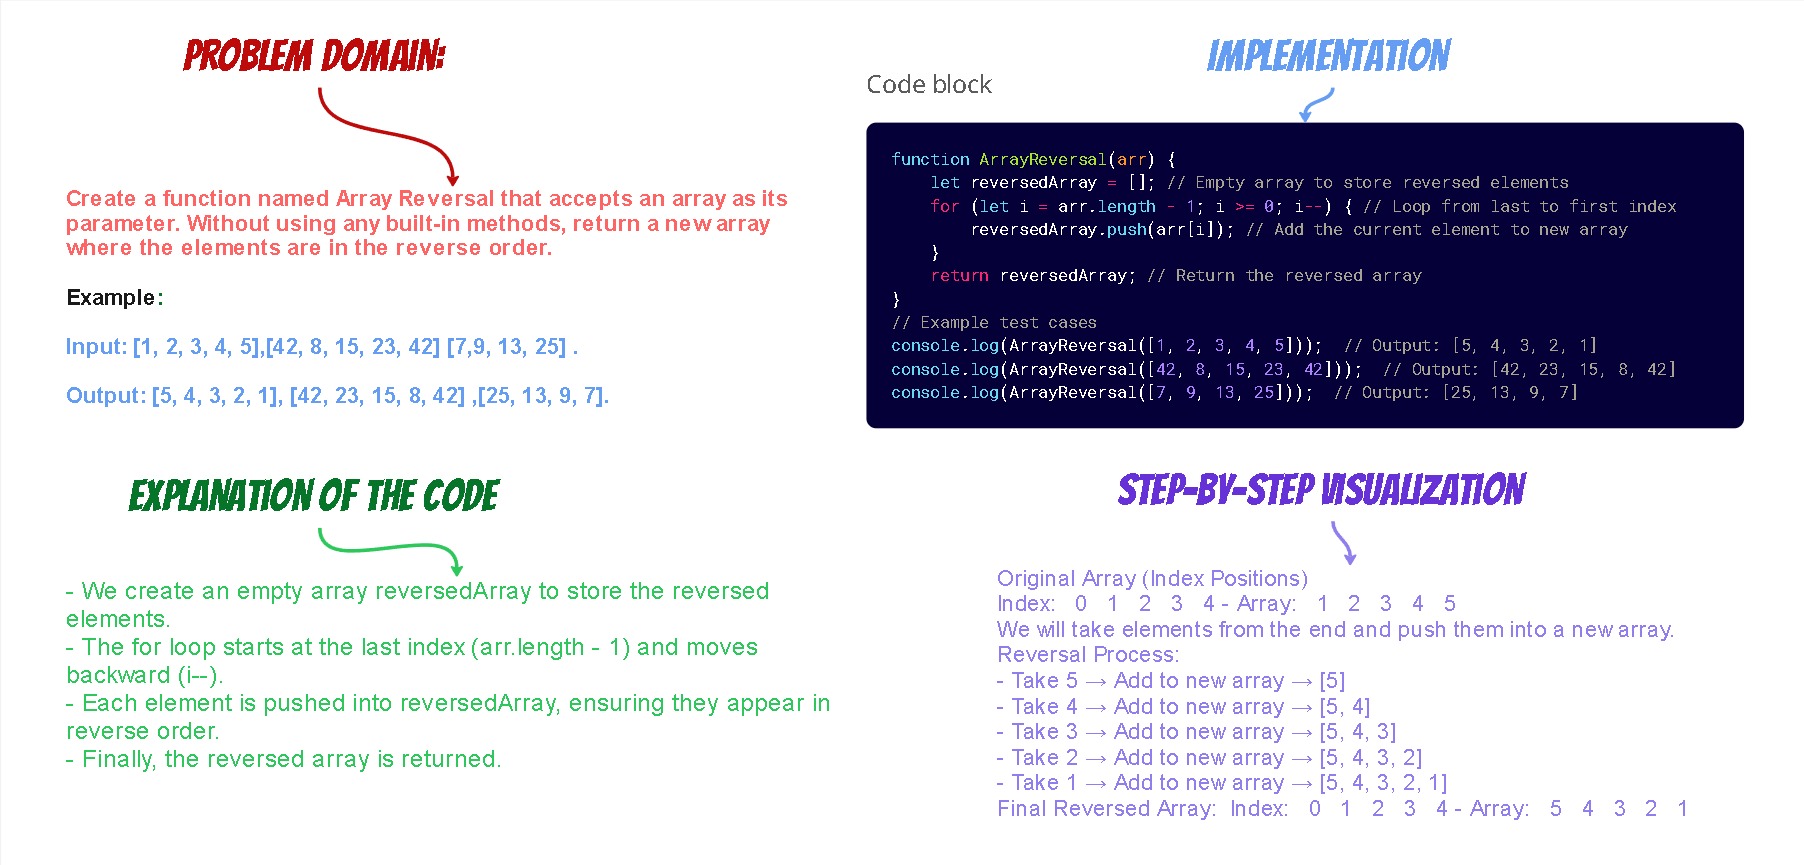 PROBLEM DOMAIN:
Create a function named Array Reversal that accepts an array as its
parameter. Without using any built-in methods, return a new array
where the elements are in the reverse order.
Example:
Input: [1, 2, 3, 4, 5],[42, 8, 15, 23, 42] [7,9, 13, 25] .
Output: [5, 4, 3, 2, 1], [42, 23, 15, 8, 42] ,[25, 13, 9, 7].
IMPLEMENTATION
Code block
function ArrayReversal(arr) {
    let reversedArray = []; // Empty array to store reversed elements
    for (let i = arr.length - 1; i >= 0; i--) { // Loop from last to first index
        reversedArray.push(arr[i]); // Add the current element to new array
    }
    return reversedArray; // Return the reversed array
}
// Example test cases
console.log(ArrayReversal([1, 2, 3, 4, 5]));  // Output: [5, 4, 3, 2, 1]
console.log(ArrayReversal([42, 8, 15, 23, 42]));  // Output: [42, 23, 15, 8, 42]
console.log(ArrayReversal([7, 9, 13, 25]));  // Output: [25, 13, 9, 7]
EXPLANATION OF THE CODE
- We create an empty array reversedArray to store the reversed
elements.
- The for loop starts at the last index (arr.length - 1) and moves
backward (i--).
- Each element is pushed into reversedArray, ensuring they appear in
reverse order.
- Finally, the reversed array is returned.
STEP-BY-STEP VISUALIZATION
Original Array (Index Positions)
Index:  0  1  2  3  4 - Array:  1  2  3  4  5
We will take elements from the end and push them into a new array.
Reversal Process:
- Take 5 → Add to new array → [5]
- Take 4 → Add to new array → [5, 4]
- Take 3 → Add to new array → [5, 4, 3]
- Take 2 → Add to new array → [5, 4, 3, 2]
- Take 1 → Add to new array → [5, 4, 3, 2, 1]
Final Reversed Array:  Index:  0  1  2  3  4 - Array:  5  4  3  2  1